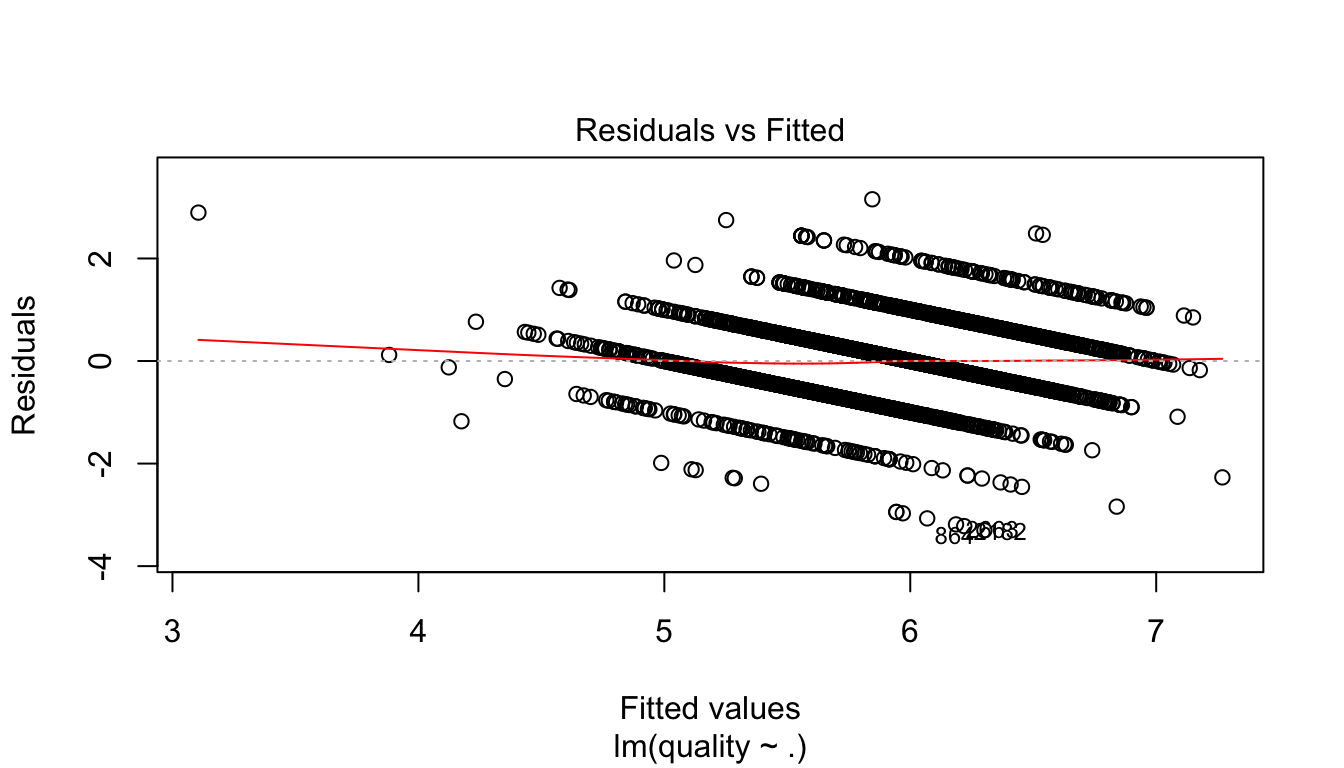 Residuals vs Fitted
Residuals
2
0
-2
-4
3 4 5 6 7
Fitted values
lm(quality ~ .)